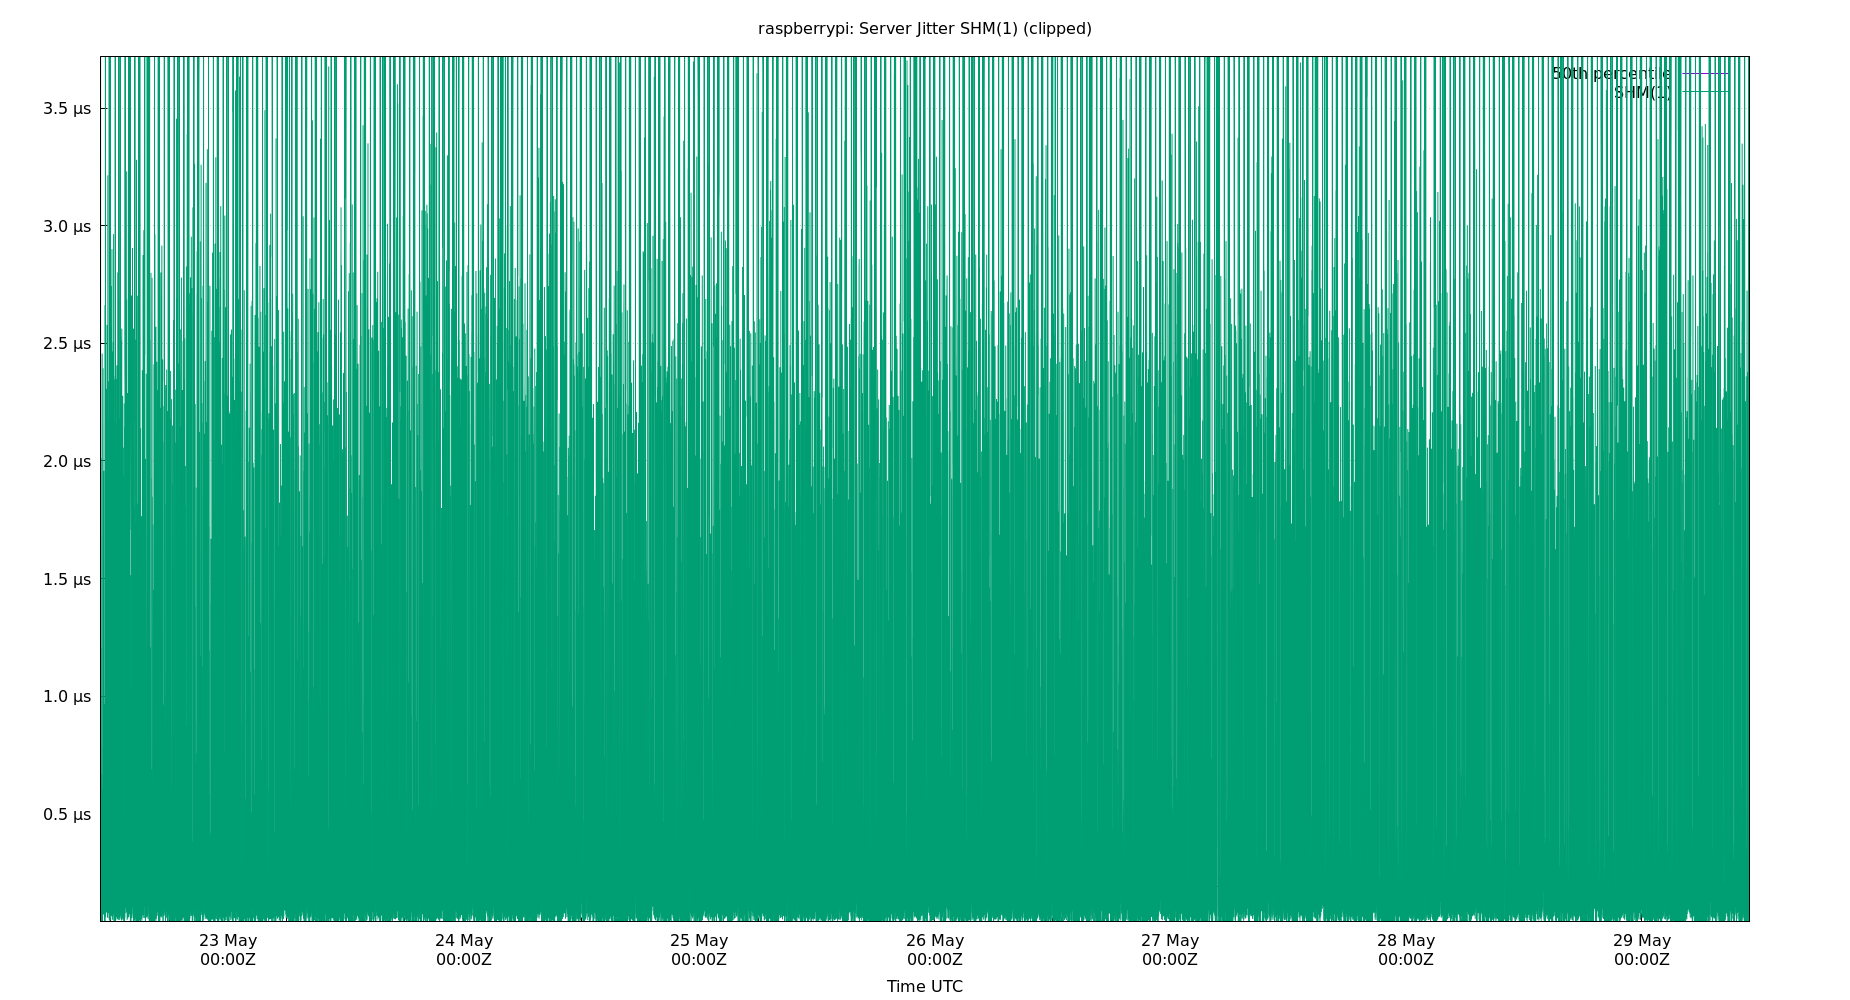 raspberrypi: Server Jitter SHM(1) (clipped)
50th percentile
SHM(1)
3.5 µs
3.0 µs
2.5 µs
2.0 µs
1.5 µs
1.0 µs
0.5 µs
23 May 24 May 25 May 26 May 27 May 28 May 29 May
00:00Z 00:00Z 00:00Z 00:00Z 00:00Z 00:00Z 00:00Z
Time UTC